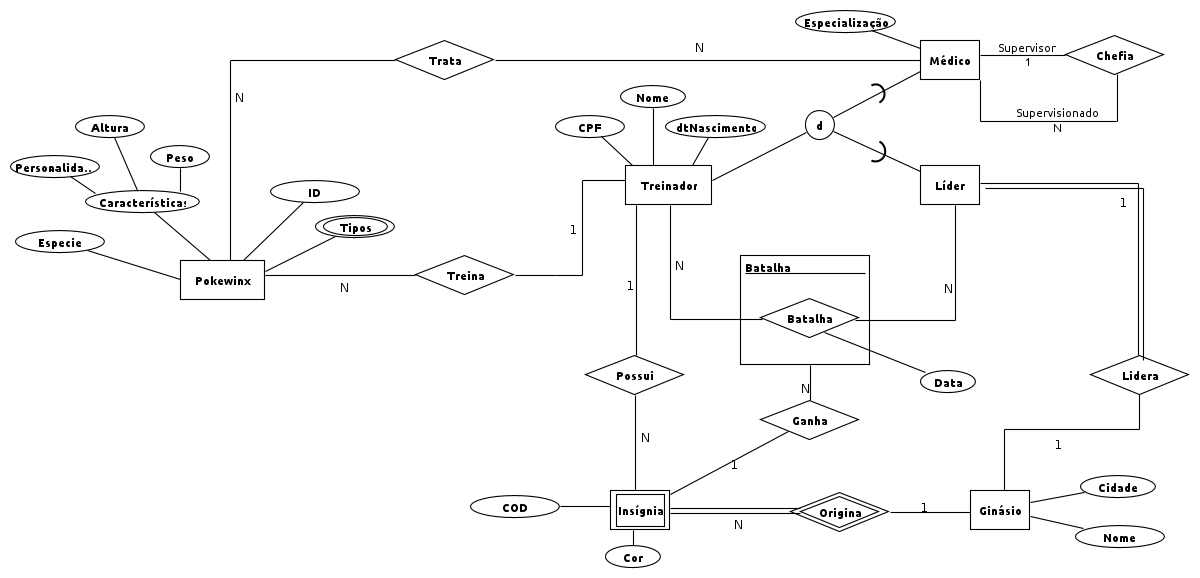 Especialização
N
Trata
Médico
Supervisor
1
Chefia
N
Nome
Supervisionado
N
Altura
CPF
dtNascimento
d
Personalida..
Peso
Treinador
Líder
ID
Características
1
Especie
Tipos
1
Batalha
N
Pokewinx
Treina
N
1
N
Batalha
Possui
Lidera
Data
N
Ganha
N
1
1
Cidade
COD
Insígnia
Origina
1
Ginásio
N
Nome
Cor